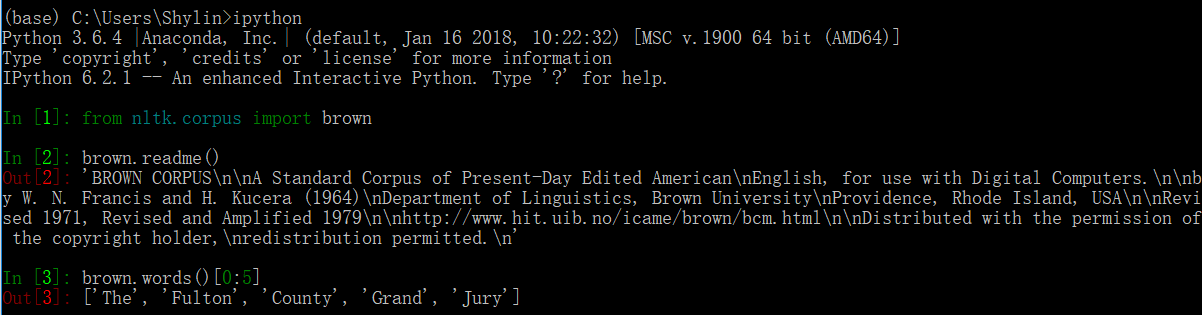 (base) C:\Users\Shylin>ipython
Python 3.6.4 |Anaconda, Inc.| (default, Jan 16 2018, 10:22:32) [MSC v.1900 64 bit (AMD64)]
Type 'copyright', 'credits' or 'license' for more information
IPython 6.2.1 -- An enhanced Interactive Python. Type '?' for help.
In [1]: from nltk.corpus import brown
In [2]: brown.readme()
Out[2]: 'BROWN CORPUS\n\nA Standard Corpus of Present-Day Edited American\nEnglish, for use with Digital Computers.\n\nb
y W. N. Francis and H. Kucera (1964)\nDepartment of Linguistics, Brown University\nProvidence, Rhode Island, USA\n\nRevi
sed 1971, Revised and Amplified 1979\n\nhttp://www.hit.uib.no/icame/brown/bcm.html\n\nDistributed with the permission of
 the copyright holder,\nredistribution permitted.\n'
In [3]: brown.words()[0:5]
Out[3]: ['The', 'Fulton', 'County', 'Grand', 'Jury']